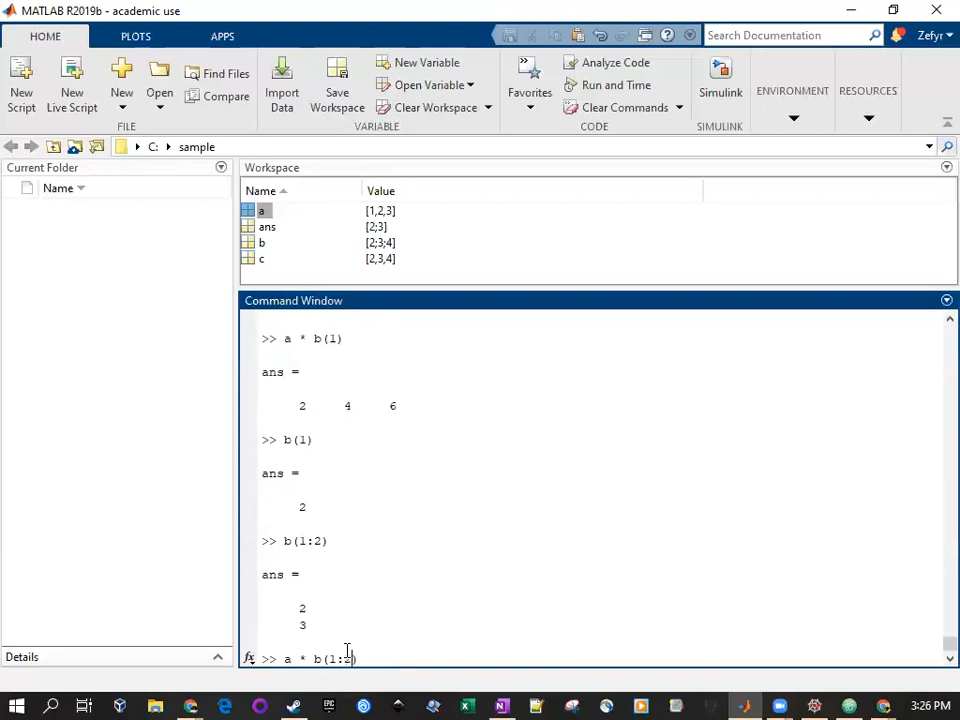 MATLAB R2019b - academic use
HOME PLOTS APPS Search Documentation Zefyr
New Script
New Live Script
New
Open
Find Files
Compare
Import Data
Save Workspace
New Variable
Open Variable
Clear Workspace
Favorites
Analyze Code
Run and Time
Clear Commands
Simulink
ENVIRONMENT
RESOURCES
FILE VARIABLE CODE SIMULINK
C: sample
Current Folder
Name
Details
Workspace
Name Value
a [1,2,3]
ans [2;3]
b [2;3;4]
c [2,3,4]
Command Window
>> a * b(1)
ans =
2 4 6
>> b(1)
ans =
2
>> b(1:2)
ans =
2
3
fx >> a * b(1:2)
3:26 PM